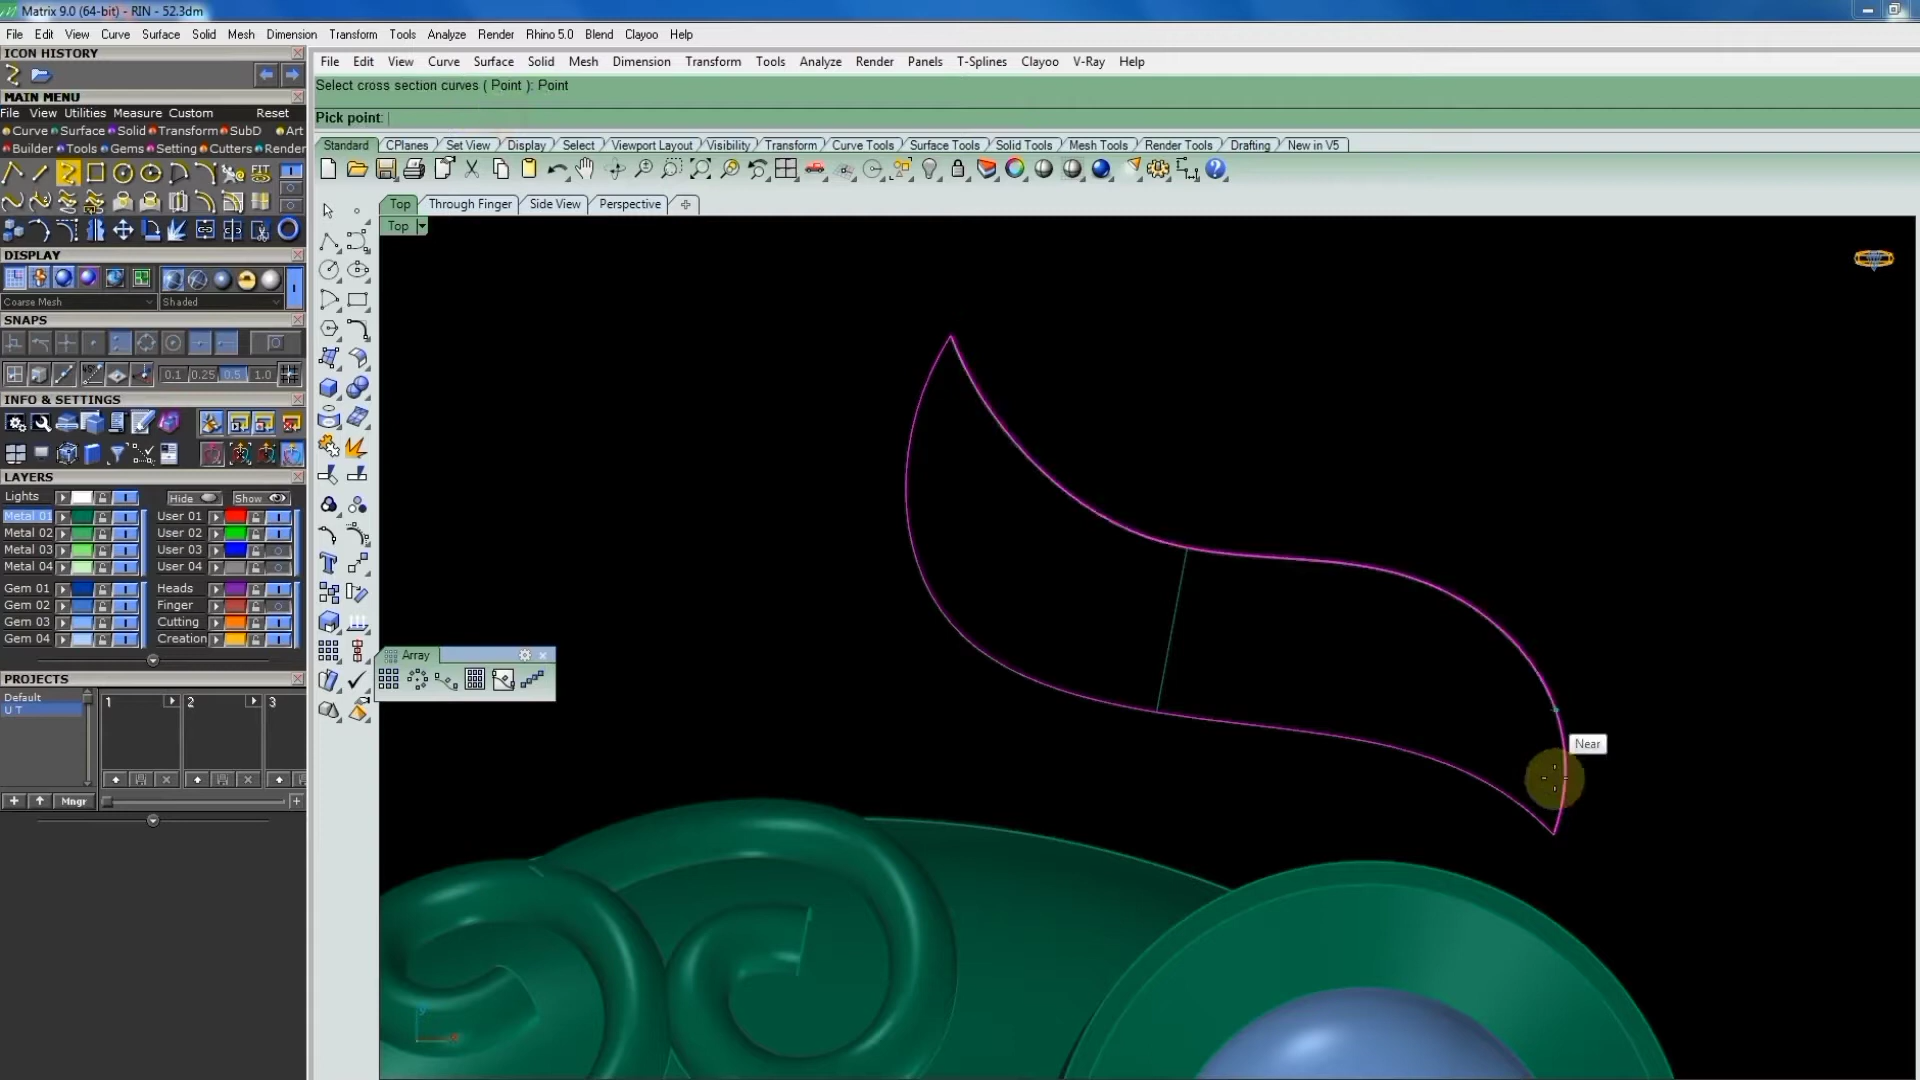 Matrix 9.0 (64-bit) - RIN - 52.3dm
File Edit View Curve Surface Solid Mesh Dimension Transform Tools Analyze Render Rhino 5.0 Blend Clayoo Help
ICON HISTORY
MAIN MENU
File View Utilities Measure Custom Reset
Curve Surface Solid Transform SubD Art
Builder Tools Gems Setting Cutters Render
FIT
DISPLAY
Coarse Mesh Shaded
SNAPS
0.1 0.25 0.5 1.0
INFO & SETTINGS
LAYERS
Lights Hide Show
Metal 01 User 01
Metal 02 User 02
Metal 03 User 03
Metal 04 User 04
Gem 01 Heads
Gem 02 Finger
Gem 03 Cutting
Gem 04 Creation
PROJECTS
Default
U T
1 2 3
Mngr
File Edit View Curve Surface Solid Mesh Dimension Transform Tools Analyze Render Panels T-Splines Clayoo V-Ray Help
Select cross section curves ( Point ): Point
Pick point:
Standard CPlanes Set View Display Select Viewport Layout Visibility Transform Curve Tools Surface Tools Solid Tools Mesh Tools Render Tools Drafting New in V5
Top Through Finger Side View Perspective
Top
Array
Near